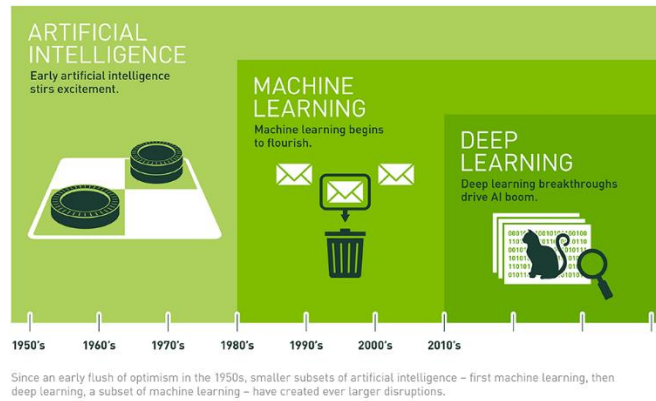 ARTIFICIAL
INTELLIGENCE
Early artificial intelligence
stirs excitement.
MACHINE
LEARNING
Machine learning begins
to flourish.
DEEP
LEARNING
Deep learning breakthroughs
drive AI boom.
1950's 1960's 1970's 1980's 1990's 2000's 2010's
Since an early flush of optimism in the 1950s, smaller subsets of artificial intelligence – first machine learning, then
deep learning, a subset of machine learning – have created ever larger disruptions.